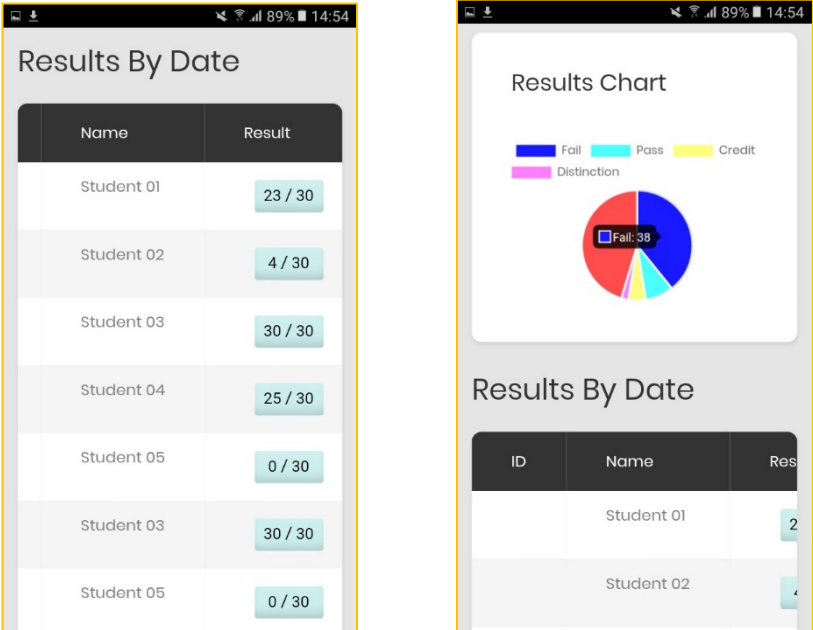 89% 14:54
Results By Date
Name Result
Student 01 23 / 30
Student 02 4 / 30
Student 03 30 / 30
Student 04 25 / 30
Student 05 0 / 30
Student 03 30 / 30
Student 05 0 / 30
89% 14:54
Results Chart
Fail Pass Credit
Distinction
Fail: 38
Results By Date
ID Name Res
Student 01 2
Student 02